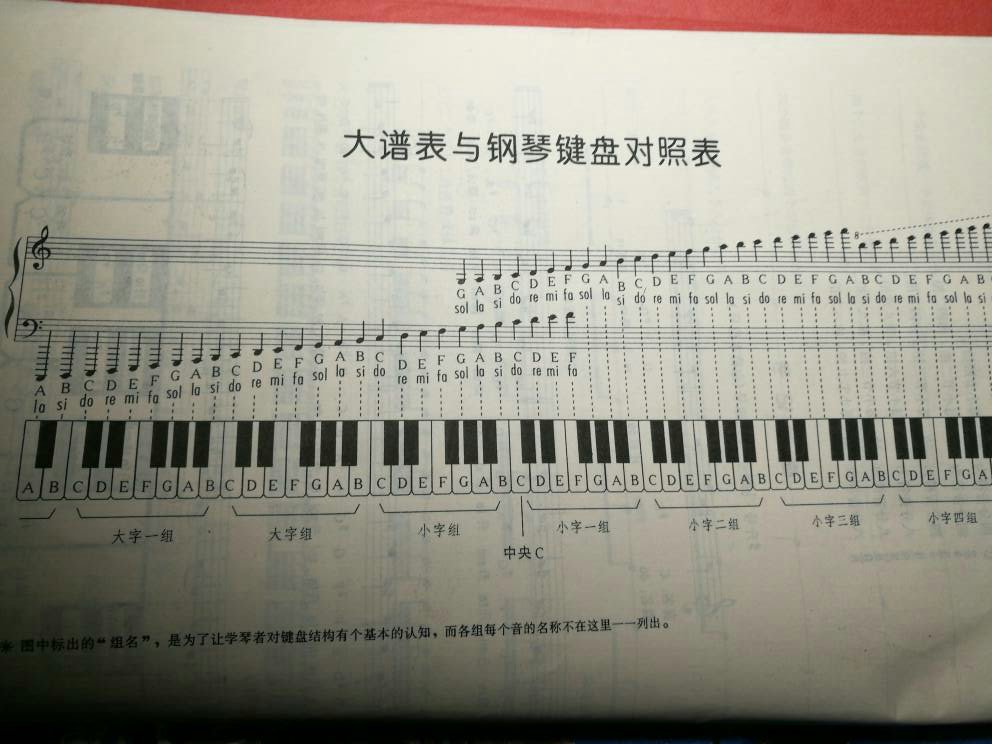 大谱表与钢琴键盘对照表
8
G A B C D E F G A B C D E F G A B C D E F G A B C D E F G A B
sol la si do re mi fa sol la si do re mi fa sol la si do re mi fa sol la si do re mi fa sol la si
A B C D E F G A B C D E F G A B C D E F G A B C D E F
la si do re mi fa sol la si do re mi fa sol la si do re mi fa sol la si do re mi fa
A B C D E F G A B C D E F G A B C D E F G A B C D E F G A B C D E F G A B C D E F G A B C D E F G A
大字一组 大字组 小字组 小字一组 小字二组 小字三组 小字四组
中央C
* 图中标出的“组名”，是为了让学琴者对键盘结构有个基本的认知，而各组每个音的名称不在这里一一列出。